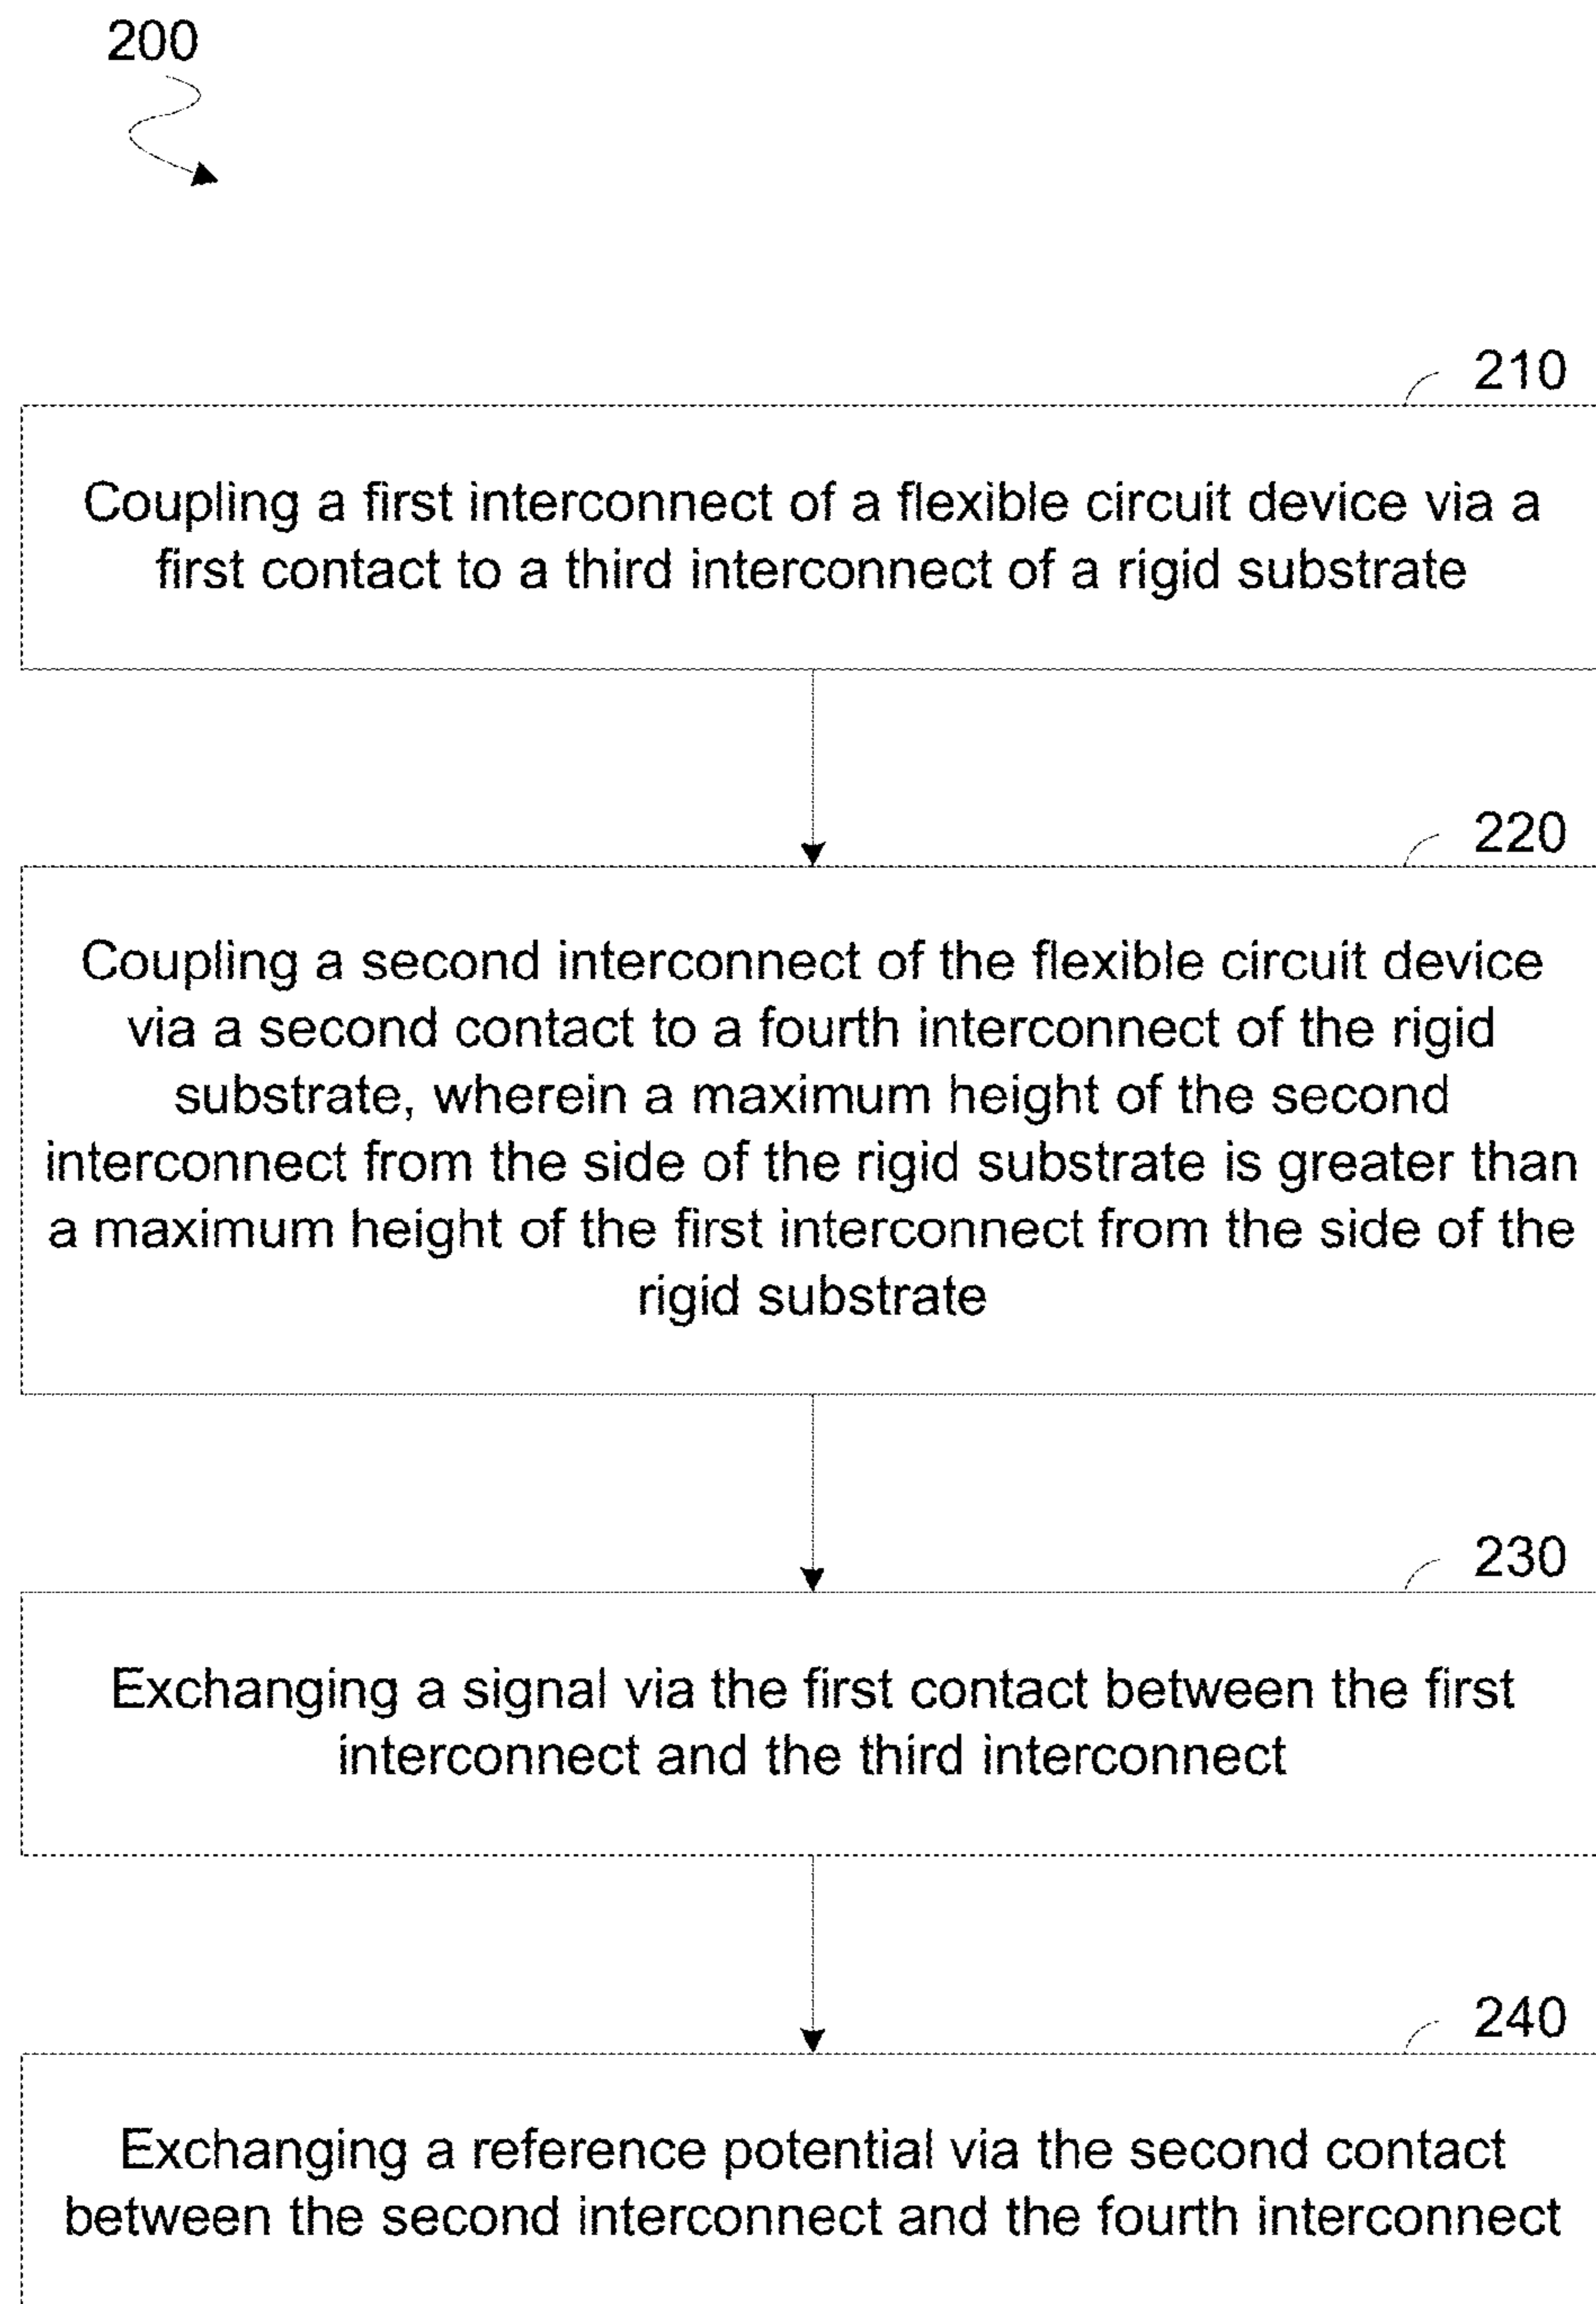 200
210
Coupling a first interconnect of a flexible circuit device via a
first contact to a third interconnect of a rigid substrate
220
Coupling a second interconnect of the flexible circuit device
via a second contact to a fourth interconnect of the rigid
substrate, wherein a maximum height of the second
interconnect from the side of the rigid substrate is greater than
a maximum height of the first interconnect from the side of the
rigid substrate
230
Exchanging a signal via the first contact between the first
interconnect and the third interconnect
240
Exchanging a reference potential via the second contact
between the second interconnect and the fourth interconnect